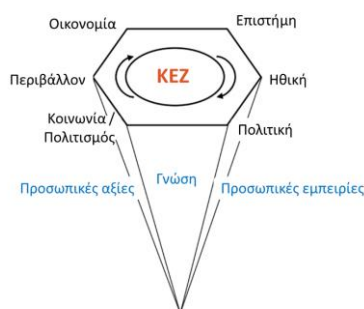 Οικονομία
Επιστήμη
ΚΕΖ
Περιβάλλον
Ηθική
Κοινωνία
Πολιτισμός
Πολιτική
Γνώση
Προσωπικές αξίες
Προσωπικές εμπειρίες